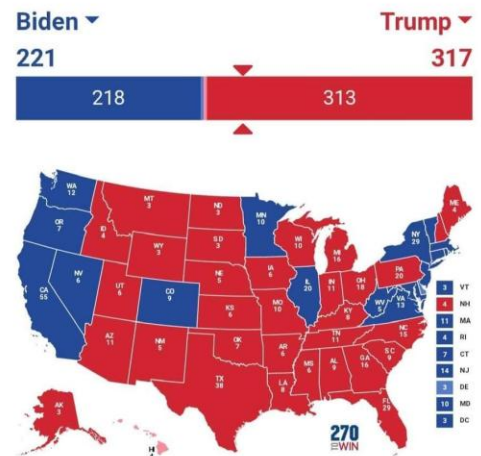 Biden Trump
221 317
218 313
WA
12
MT
3
ND
3
MN
10
ME
4
OR
7
ID
4
WY
3
SD
3
WI
10
MI
16
NY
29
NV
6
UT
6
CO
9
NE
5
IA
6
IL
20
IN
11
OH
18
PA
20
CA
55
KS
6
MO
10
KY
8
WV
5
VA
13
AZ
11
NM
5
OK
7
AR
6
TN
11
NC
15
TX
38
LA
8
MS
6
AL
9
GA
16
SC
9
FL
29
AK
3
HI
3 VT
4 NH
11 MA
4 RI
7 CT
14 NJ
3 DE
10 MD
3 DC
270
TO WIN